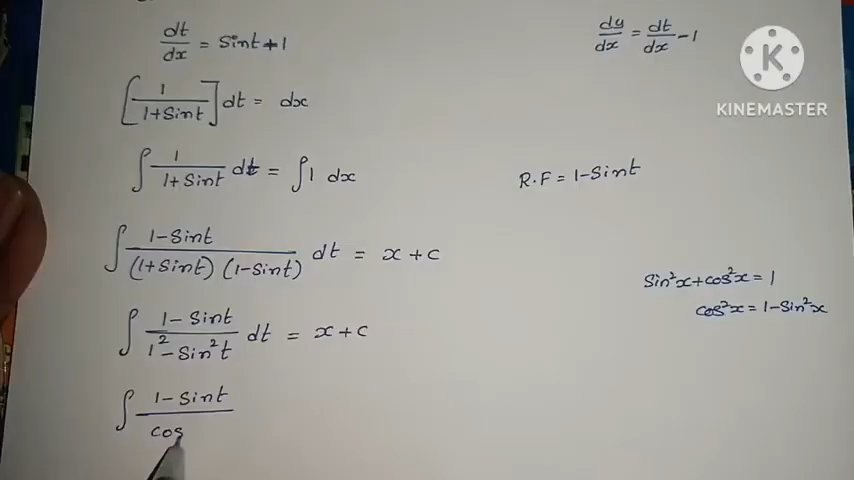 dt/dx = Sint+1
dy/dx = dt/dx -1
KINEMASTER
[1/(1+Sint)] dt = dx
∫ 1/(1+Sint) dt = ∫1 dx
R.F = 1-Sint
∫ (1-Sint)/((1+Sint) (1-Sint)) dt = x+c
Sin²x+cos²x = 1
cos²x = 1-Sin²x
∫ (1-Sint)/(1²-Sin²t) dt = x+c
∫ (1-Sint)/cos